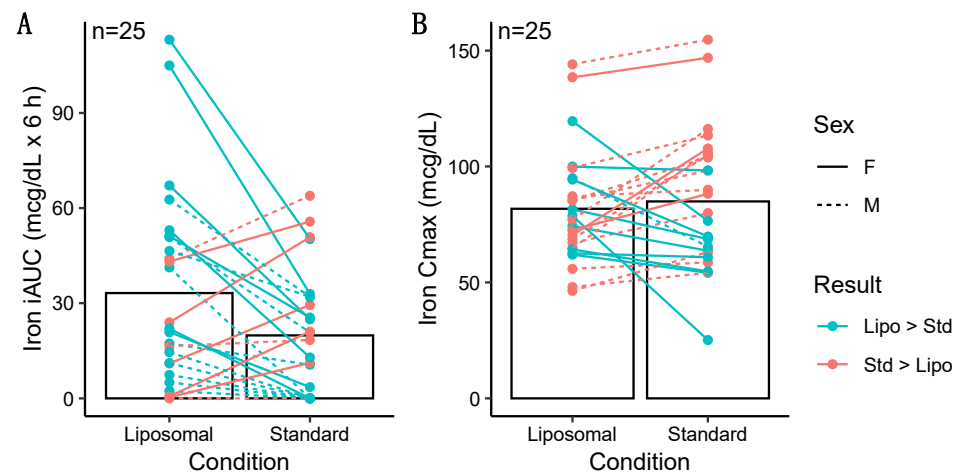 A
n=25
Iron iAUC (mcg/dL x 6 h)
90
60
30
0
Liposomal Standard
Condition
B
n=25
Iron Cmax (mcg/dL)
150
100
50
0
Liposomal Standard
Condition
Sex
F
M
Result
Lipo > Std
Std > Lipo